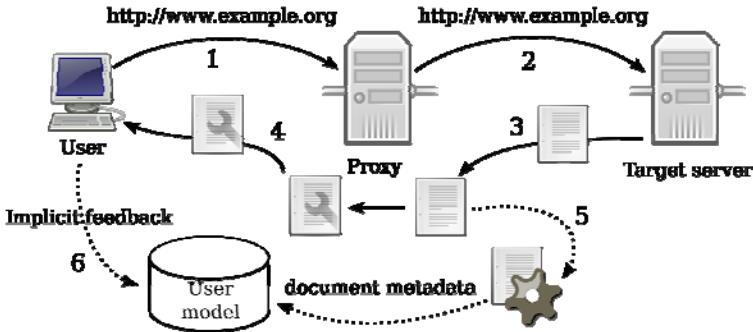 http://www.example.org
http://www.example.org
1
2
3
4
User
Proxy
Target server
Implicit feedback
5
6
User
model
document metadata